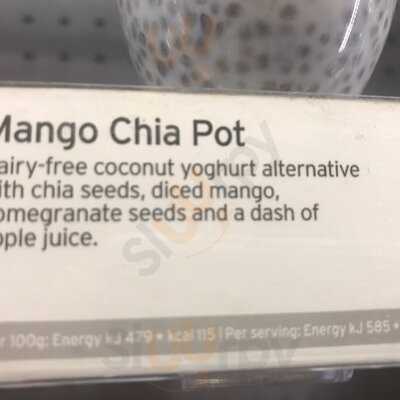 Mango Chia Pot
airy-free coconut yoghurt alternative
ith chia seeds, diced mango,
omegranate seeds and a dash of
pple juice.
r 100g: Energy kJ 479 • kcal 115 | Per serving: Energy kJ 585 •